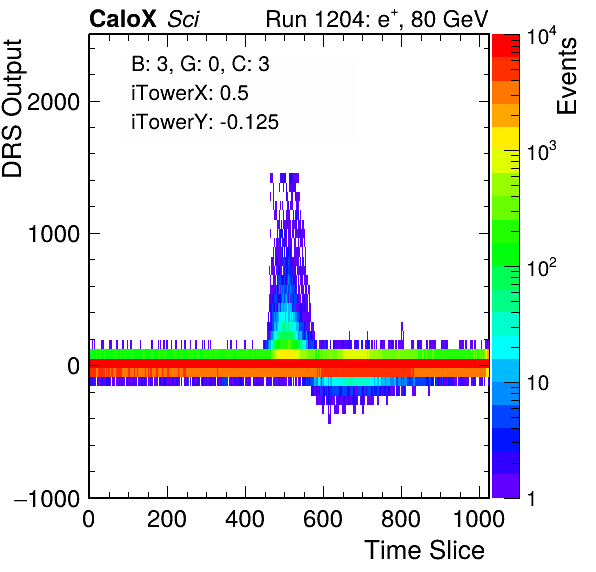 CaloX Sci Run 1204: e⁺, 80 GeV
B: 3, G: 0, C: 3
iTowerX: 0.5
iTowerY: -0.125
DRS Output
2000
1000
0
−1000
0 200 400 600 800 1000
Time Slice
Events
10⁴
10³
10²
10
1